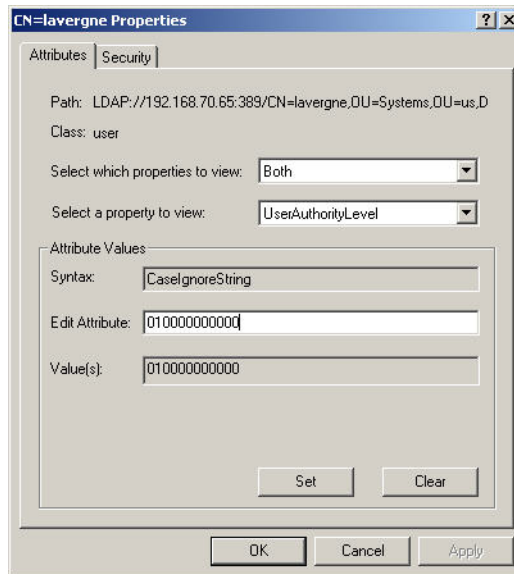 CN=lavergne Properties
Attributes Security
Path: LDAP://192.168.70.65:389/CN=lavergne,OU=Systems,OU=us,D
Class: user
Select which properties to view: Both
Select a property to view: UserAuthorityLevel
Attribute Values
Syntax: CaseIgnoreString
Edit Attribute: 010000000000
Value(s): 010000000000
Set Clear
OK Cancel Apply